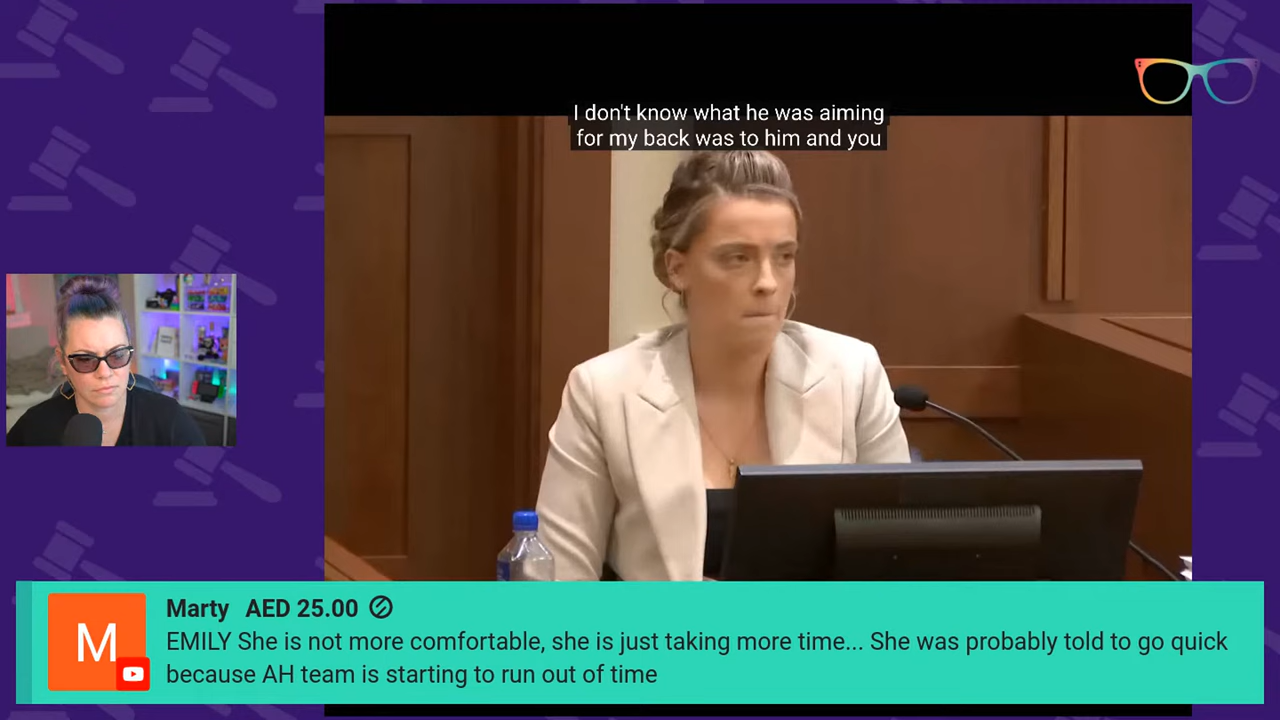 I don't know what he was aiming
for my back was to him and you
M
Marty AED 25.00
EMILY She is not more comfortable, she is just taking more time... She was probably told to go quick
because AH team is starting to run out of time